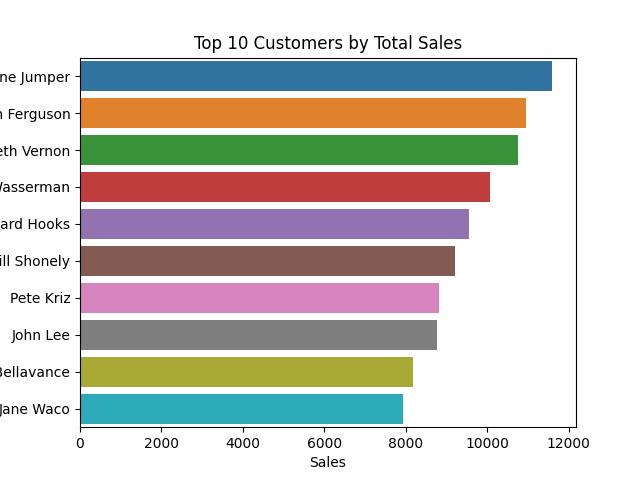 Top 10 Customers by Total Sales
ne Jumper
Ferguson
eth Vernon
Wasserman
ard Hooks
ill Shonely
Pete Kriz
John Lee
Bellavance
Jane Waco
0 2000 4000 6000 8000 10000 12000
Sales